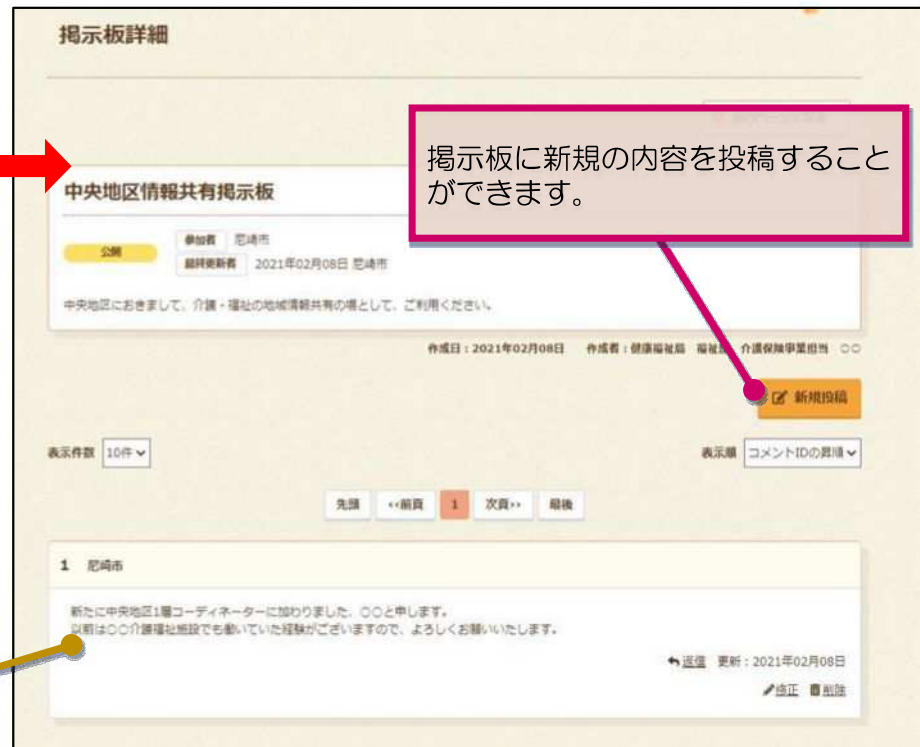 掲示板詳細
掲示板に新規の内容を投稿すること
ができます。
中央地区情報共有掲示板
公開
参加者 尼崎市
最終更新者 2021年02月08日 尼崎市
中央地区におきまして、介護・福祉の地域情報共有の場として、ご利用ください。
作成日：2021年02月08日 作成者：健康福祉局 福祉部 介護保険事業担当 ○○
新規投稿
表示件数 10件
表示順 コメントIDの昇順
先頭 ‹‹前頁 1 次頁›› 最後
1 尼崎市
新たに中央地区1層コーディネーターに加わりました、○○と申します。
以前は○○介護福祉施設でも働いていた経験がございますので、よろしくお願いいたします。
返信 更新：2021年02月08日
修正 削除